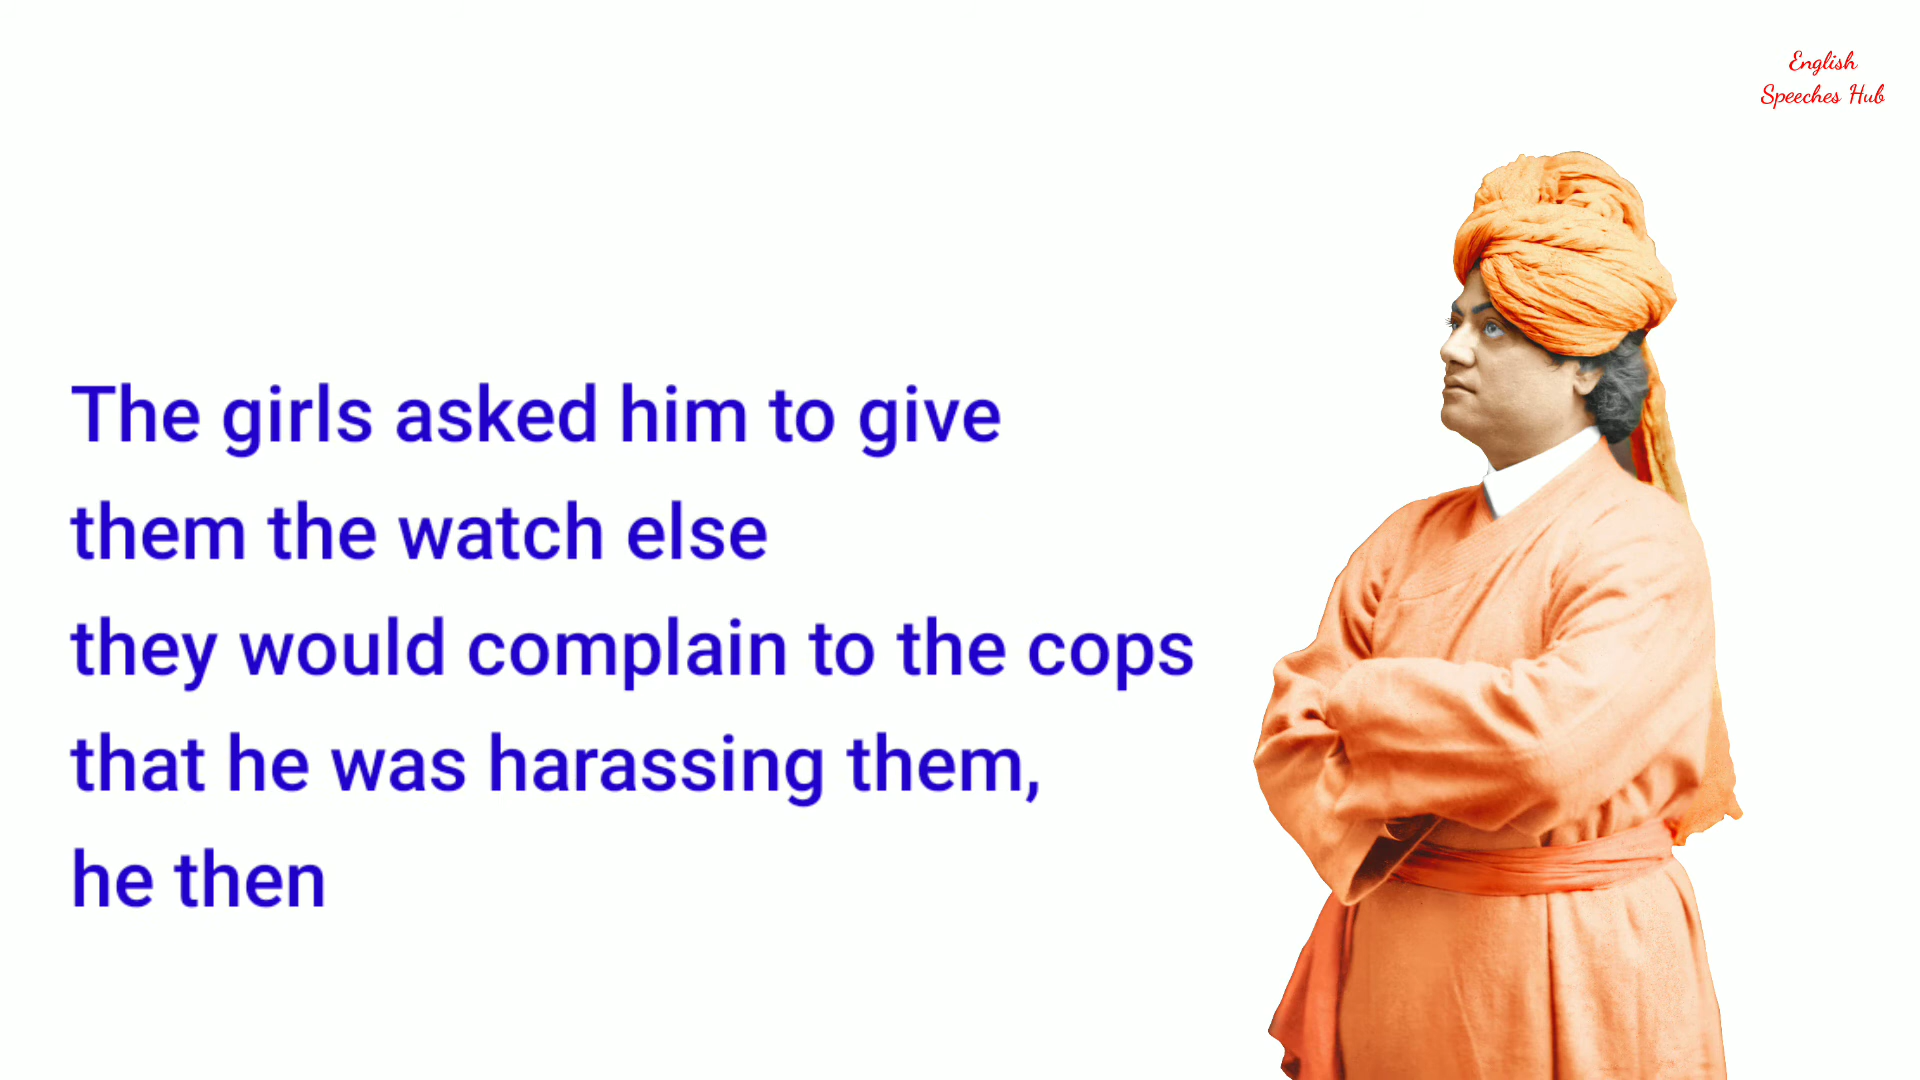 English
Speeches Hub
The girls asked him to give
them the watch else
they would complain to the cops
that he was harassing them,
he then